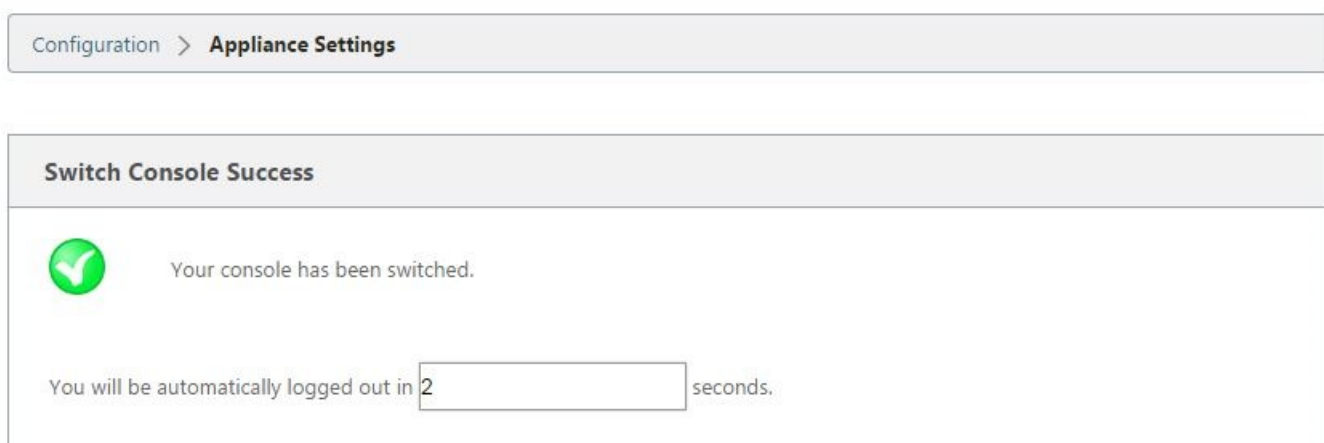 Configuration > Appliance Settings
Switch Console Success
Your console has been switched.
You will be automatically logged out in 2 seconds.